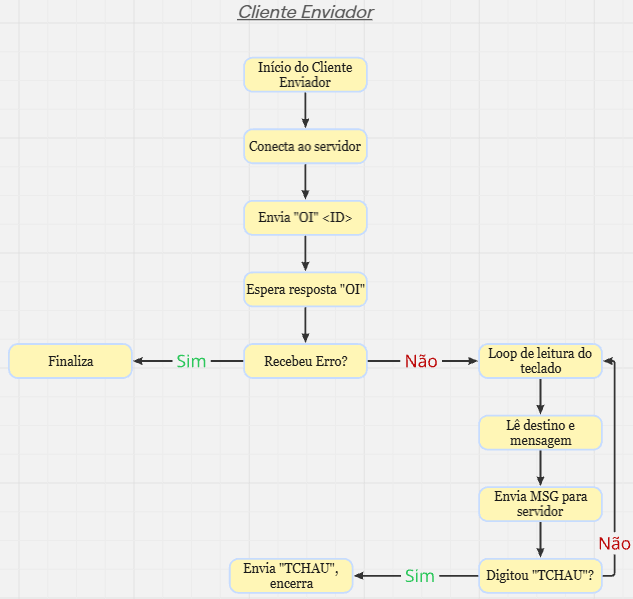 Cliente Enviador
Início do Cliente
Enviador
Conecta ao servidor
Envia "OI" <ID>
Espera resposta "OI"
Finaliza
Sim
Recebeu Erro?
Não
Loop de leitura do
teclado
Lê destino e
mensagem
Envia MSG para
servidor
Não
Envia "TCHAU",
encerra
Sim
Digitou "TCHAU"?